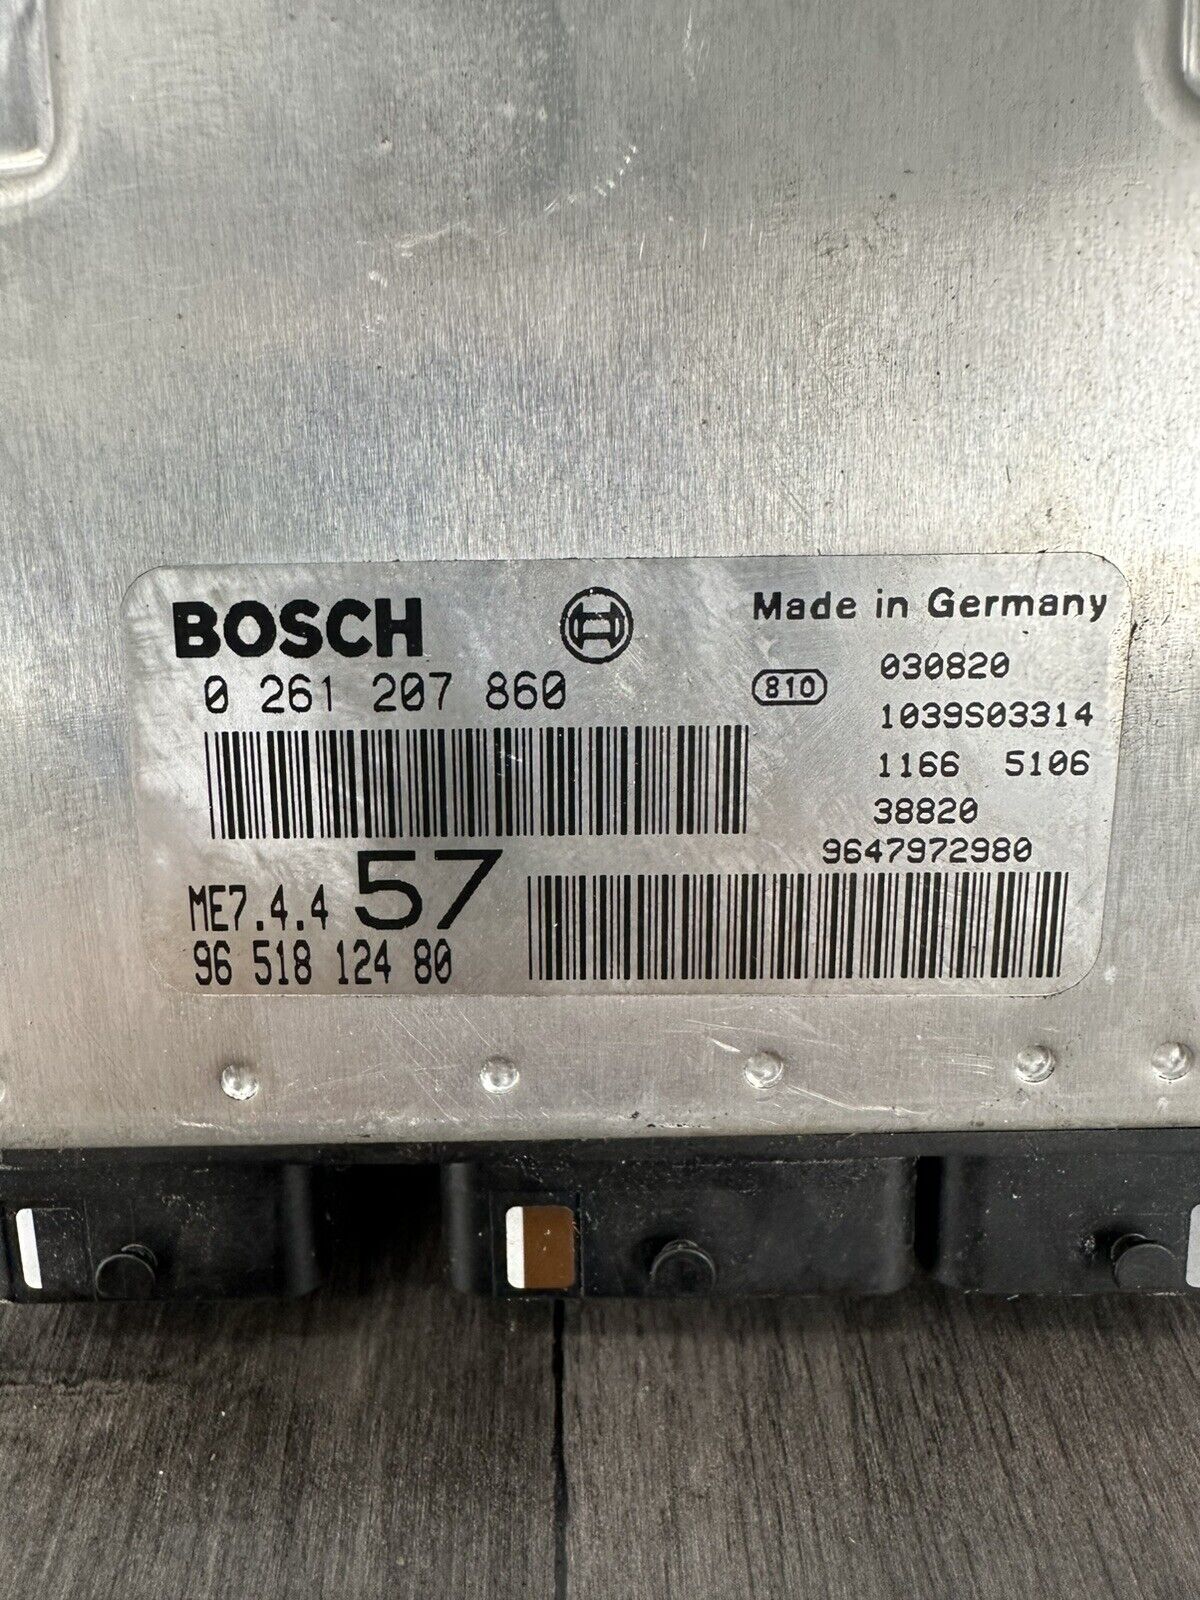 BOSCH
Made in Germany
0 261 207 860
810
030820
1039S03314
1166 5106
38820
9647972980
ME7.4.4 57
96 518 124 80